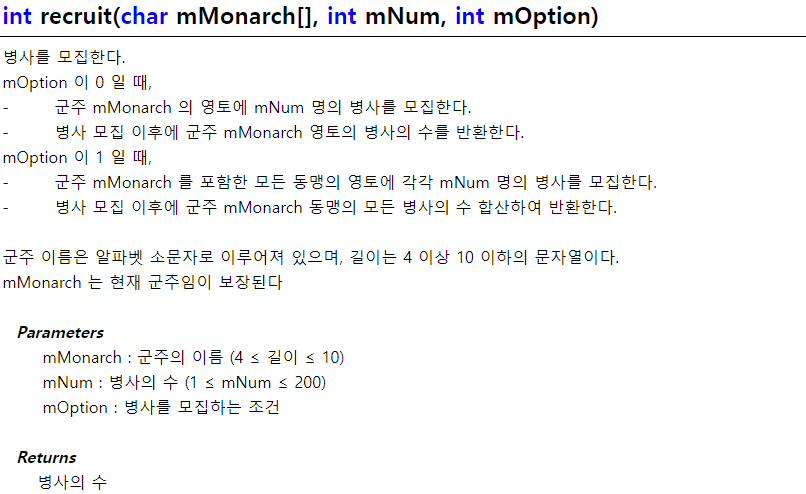 int recruit(char mMonarch[], int mNum, int mOption)
병사를 모집한다.
mOption 이 0 일 때,
- 군주 mMonarch 의 영토에 mNum 명의 병사를 모집한다.
- 병사 모집 이후에 군주 mMonarch 영토의 병사의 수를 반환한다.
mOption 이 1 일 때,
- 군주 mMonarch 를 포함한 모든 동맹의 영토에 각각 mNum 명의 병사를 모집한다.
- 병사 모집 이후에 군주 mMonarch 동맹의 모든 병사의 수 합산하여 반환한다.
군주 이름은 알파벳 소문자로 이루어져 있으며, 길이는 4 이상 10 이하의 문자열이다.
mMonarch 는 현재 군주임이 보장된다
Parameters
mMonarch : 군주의 이름 (4 ≤ 길이 ≤ 10)
mNum : 병사의 수 (1 ≤ mNum ≤ 200)
mOption : 병사를 모집하는 조건
Returns
병사의 수